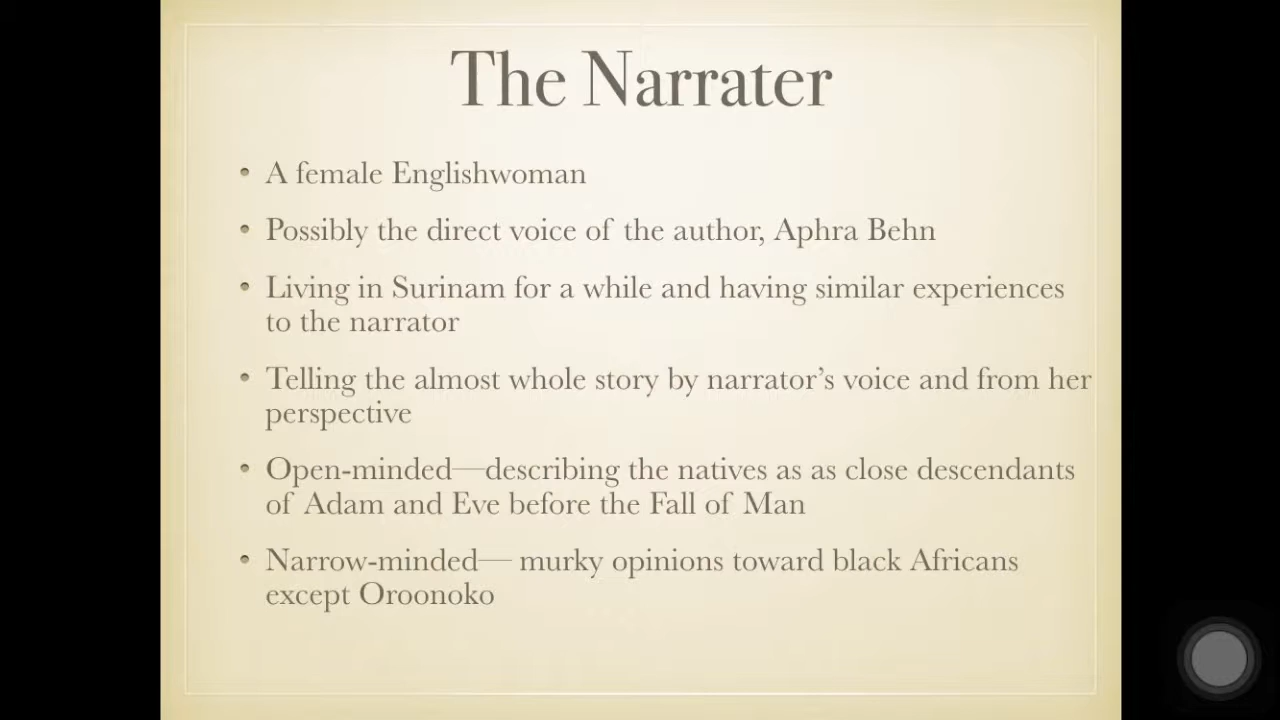 The Narrater
• A female Englishwoman
• Possibly the direct voice of the author, Aphra Behn
• Living in Surinam for a while and having similar experiences
to the narrator
• Telling the almost whole story by narrator’s voice and from her
perspective
• Open-minded—describing the natives as as close descendants
of Adam and Eve before the Fall of Man
• Narrow-minded— murky opinions toward black Africans
except Oroonoko